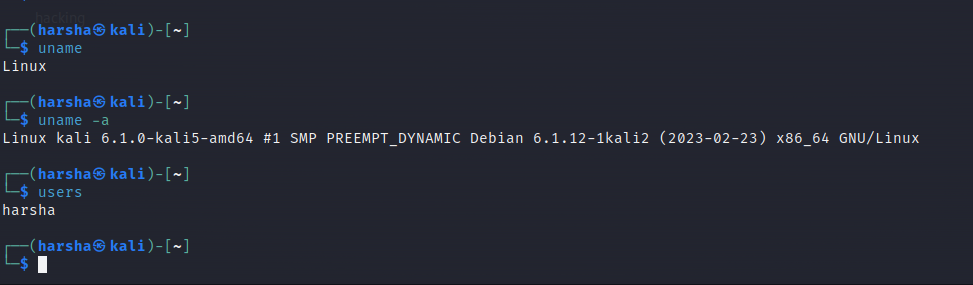 hacking
┌──(harsha㉿kali)-[~]
└─$ uname
Linux
┌──(harsha㉿kali)-[~]
└─$ uname -a
Linux kali 6.1.0-kali5-amd64 #1 SMP PREEMPT_DYNAMIC Debian 6.1.12-1kali2 (2023-02-23) x86_64 GNU/Linux
┌──(harsha㉿kali)-[~]
└─$ users
harsha
┌──(harsha㉿kali)-[~]
└─$